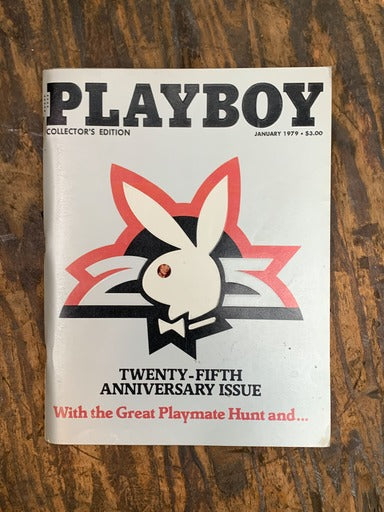 PLAYBOY
COLLECTOR'S EDITION
JANUARY 1979 • $3.00
TWENTY-FIFTH
ANNIVERSARY ISSUE
With the Great Playmate Hunt and...